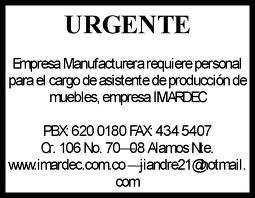 URGENTE
Empresa Manufacturera requiere personal
para el cargo de asistente de producción de
muebles, empresa IMARDEC
PBX: 620 0180 FAX: 434 5407
Cr. 106 No. 70—08 Alamos Nte.
www.imardec.com.co —jiandre21@hotmail.
com